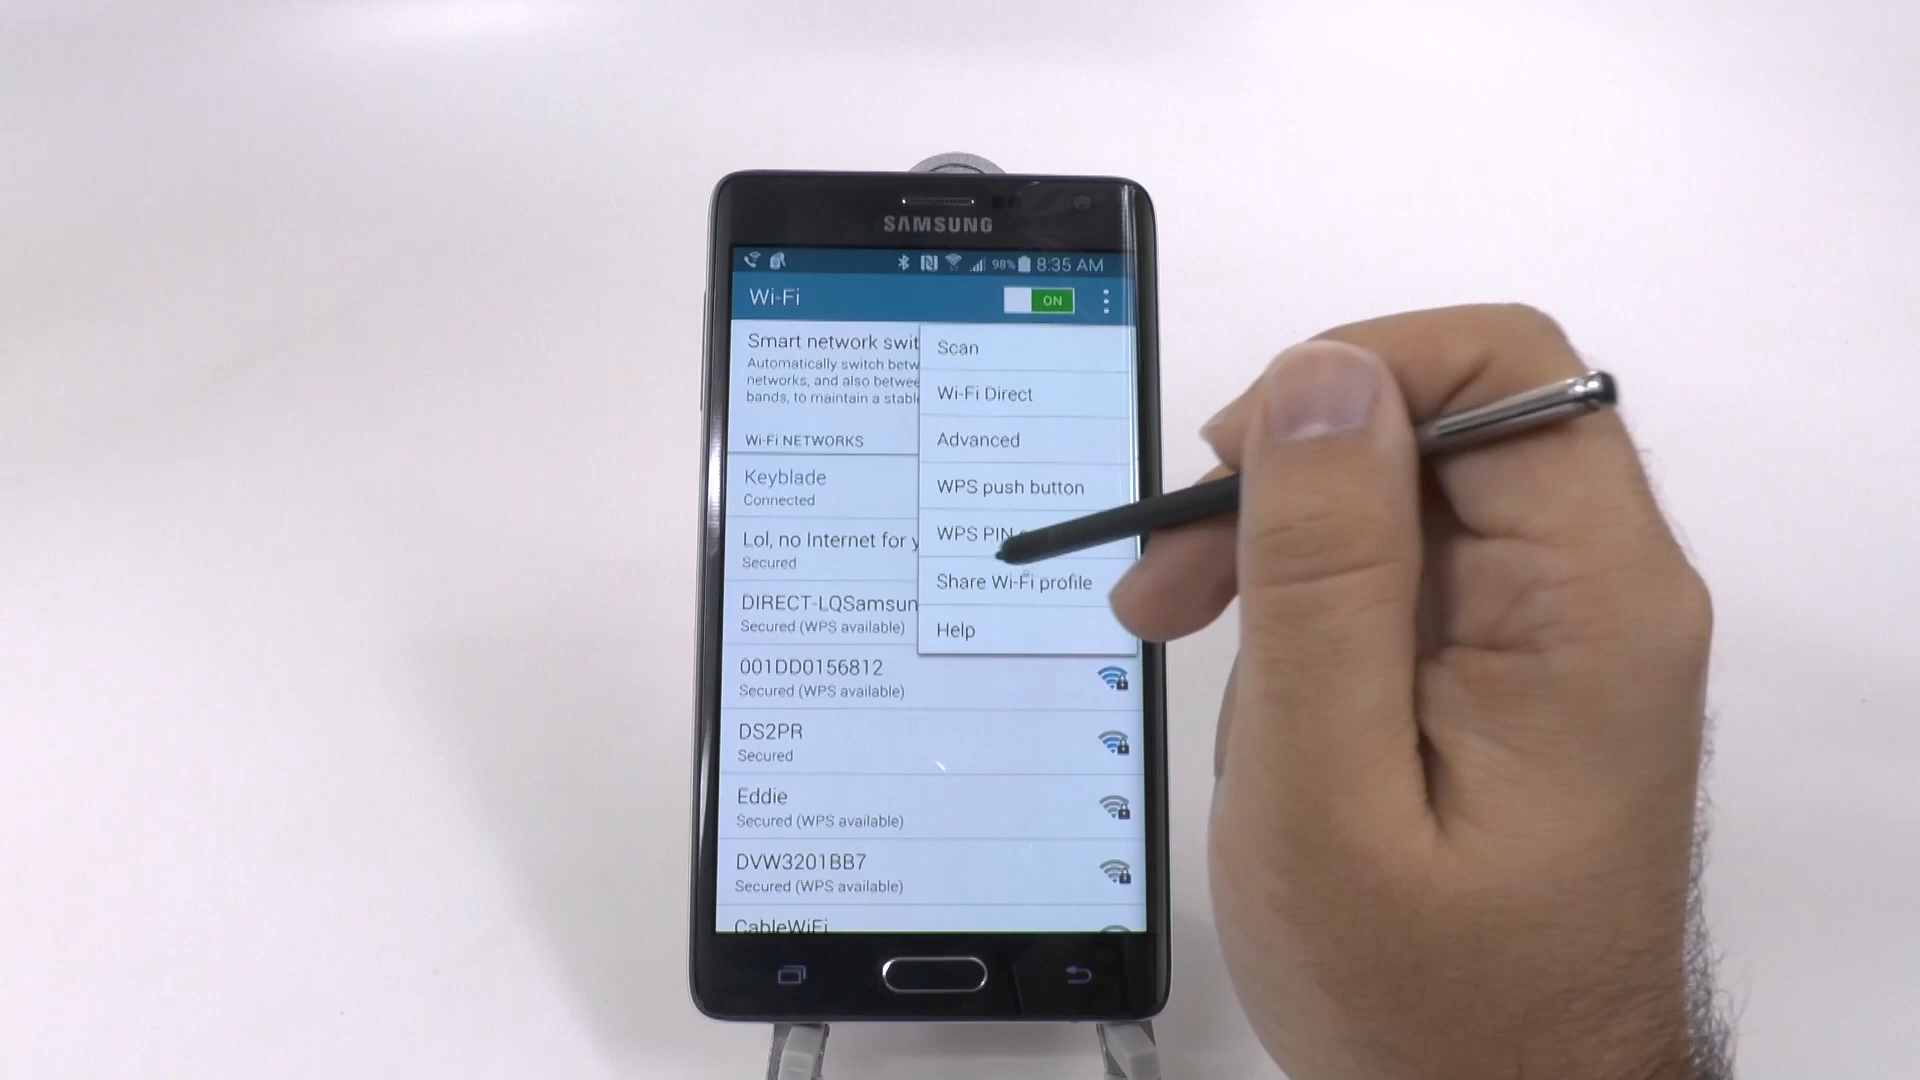 SAMSUNG
98% 8:35 AM
Wi-Fi
ON
Smart network swit
Automatically switch betw
networks, and also betwee
bands, to maintain a stabl
Wi-Fi NETWORKS
Keyblade
Connected
Lol, no Internet for y
Secured
DIRECT-LQSamsun
Secured (WPS available)
001DD0156812
Secured (WPS available)
DS2PR
Secured
Eddie
Secured (WPS available)
DVW3201BB7
Secured (WPS available)
CableWiFi
Scan
Wi-Fi Direct
Advanced
WPS push button
WPS PIN
Share Wi-Fi profile
Help